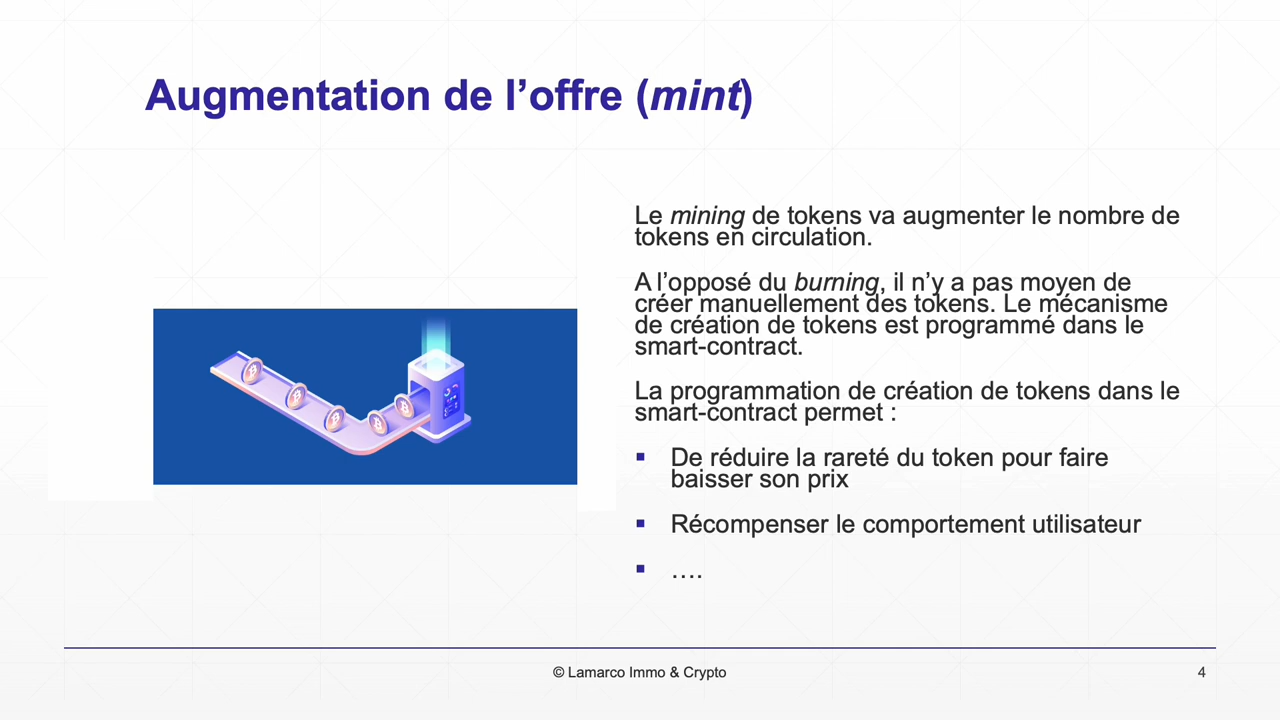 Augmentation de l’offre (mint)
Le mining de tokens va augmenter le nombre de
tokens en circulation.
A l’opposé du burning, il n’y a pas moyen de
créer manuellement des tokens. Le mécanisme
de création de tokens est programmé dans le
smart-contract.
La programmation de création de tokens dans le
smart-contract permet :
▪ De réduire la rareté du token pour faire
baisser son prix
▪ Récompenser le comportement utilisateur
▪ ….
© Lamarco Immo & Crypto
4